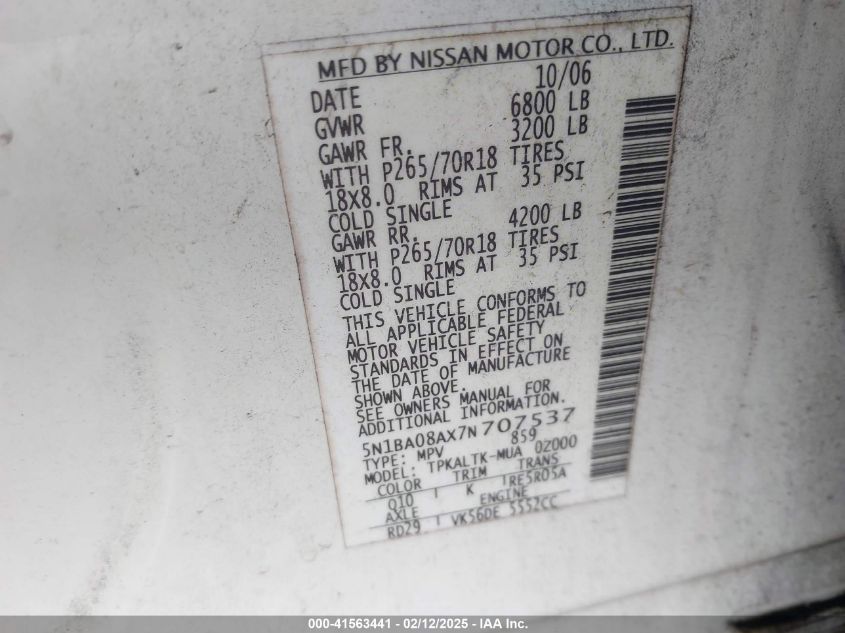 MFD BY NISSAN MOTOR CO., LTD.
DATE 10/06
GVWR 6800 LB
GAWR FR. 3200 LB
WITH P265/70R18 TIRES
18X8.0 RIMS AT 35 PSI
COLD SINGLE
GAWR RR. 4200 LB
WITH P265/70R18 TIRES
18X8.0 RIMS AT 35 PSI
COLD SINGLE
THIS VEHICLE CONFORMS TO
ALL APPLICABLE FEDERAL
MOTOR VEHICLE SAFETY
STANDARDS IN EFFECT ON
THE DATE OF MANUFACTURE
SHOWN ABOVE.
SEE OWNERS MANUAL FOR
ADDITIONAL INFORMATION.
5N1BA08AX7N707537
TYPE: MPV 859
MODEL: TPKALTK-MUA 0Z000
COLOR TRIM TRANS
Q10 K RE5R05A
AXLE ENGINE
RD29 VK56DE 5552CC
000-41563441 - 02/12/2025 - IAA Inc.